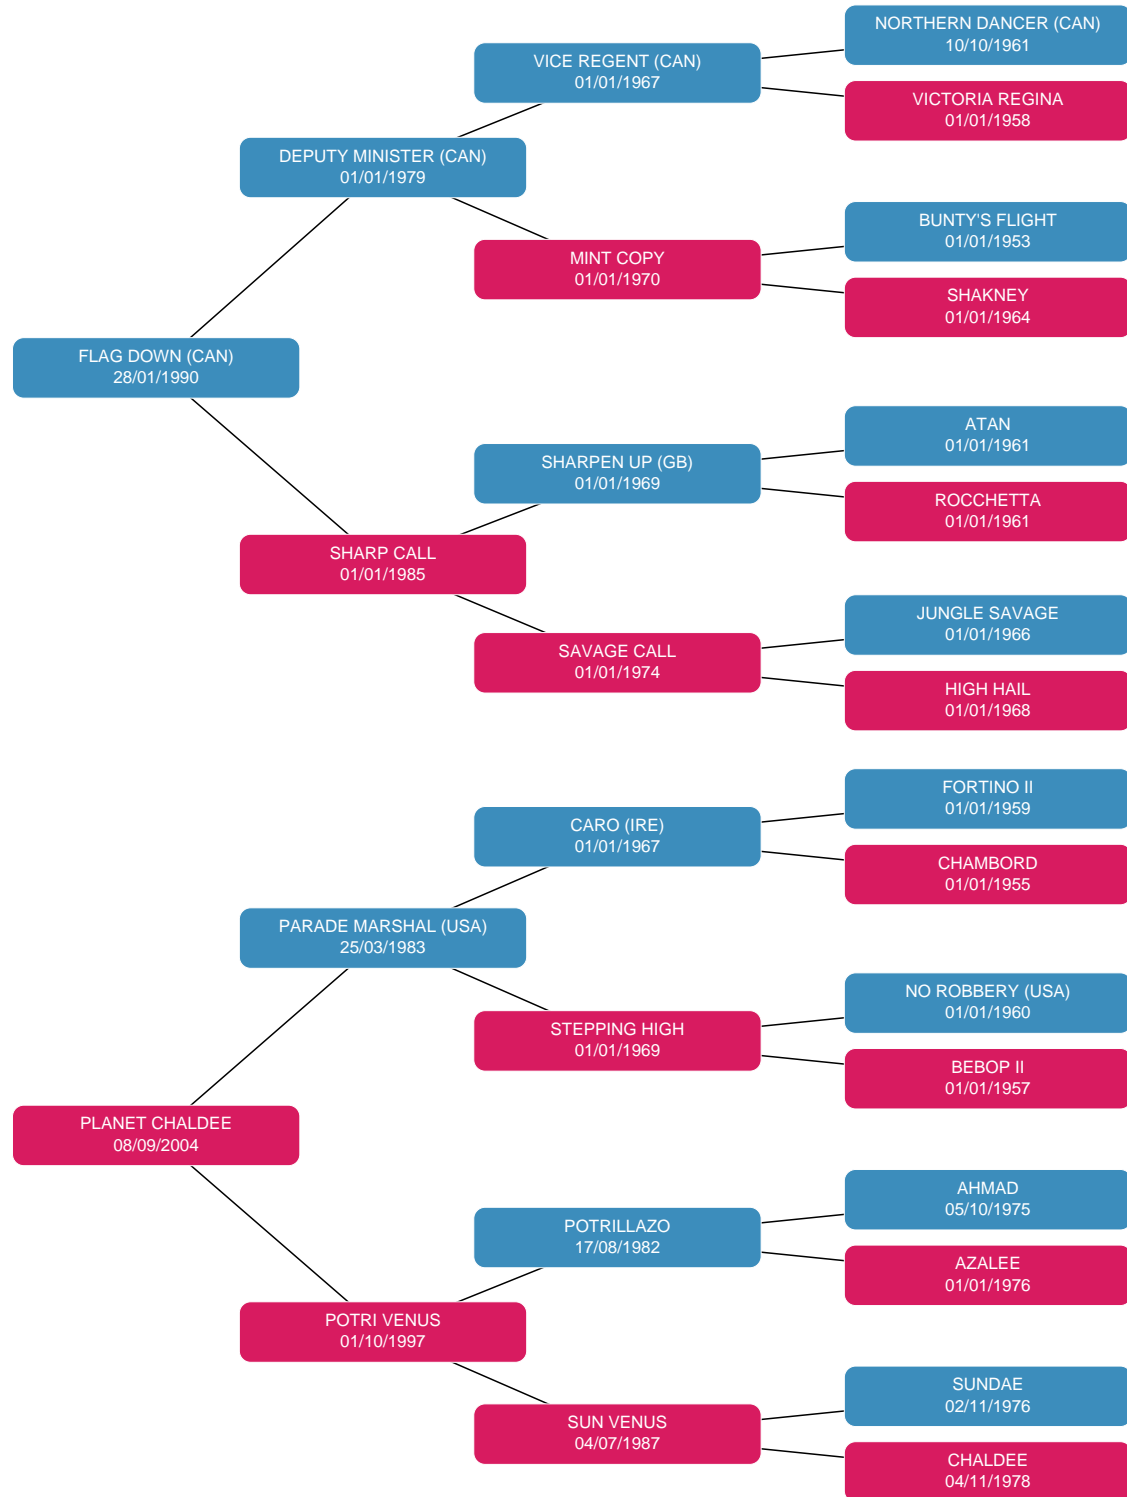 NORTHERN DANCER (CAN)
10/10/1961
VICE REGENT (CAN)
01/01/1967
VICTORIA REGINA
01/01/1958
DEPUTY MINISTER (CAN)
01/01/1979
BUNTY'S FLIGHT
01/01/1953
MINT COPY
01/01/1970
SHAKNEY
01/01/1964
FLAG DOWN (CAN)
28/01/1990
ATAN
01/01/1961
SHARPEN UP (GB)
01/01/1969
ROCCHETTA
01/01/1961
SHARP CALL
01/01/1985
JUNGLE SAVAGE
01/01/1966
SAVAGE CALL
01/01/1974
HIGH HAIL
01/01/1968
FORTINO II
01/01/1959
CARO (IRE)
01/01/1967
CHAMBORD
01/01/1955
PARADE MARSHAL (USA)
25/03/1983
NO ROBBERY (USA)
01/01/1960
STEPPING HIGH
01/01/1969
BEBOP II
01/01/1957
PLANET CHALDEE
08/09/2004
AHMAD
05/10/1975
POTRILLAZO
17/08/1982
AZALEE
01/01/1976
POTRI VENUS
01/10/1997
SUNDAE
02/11/1976
SUN VENUS
04/07/1987
CHALDEE
04/11/1978